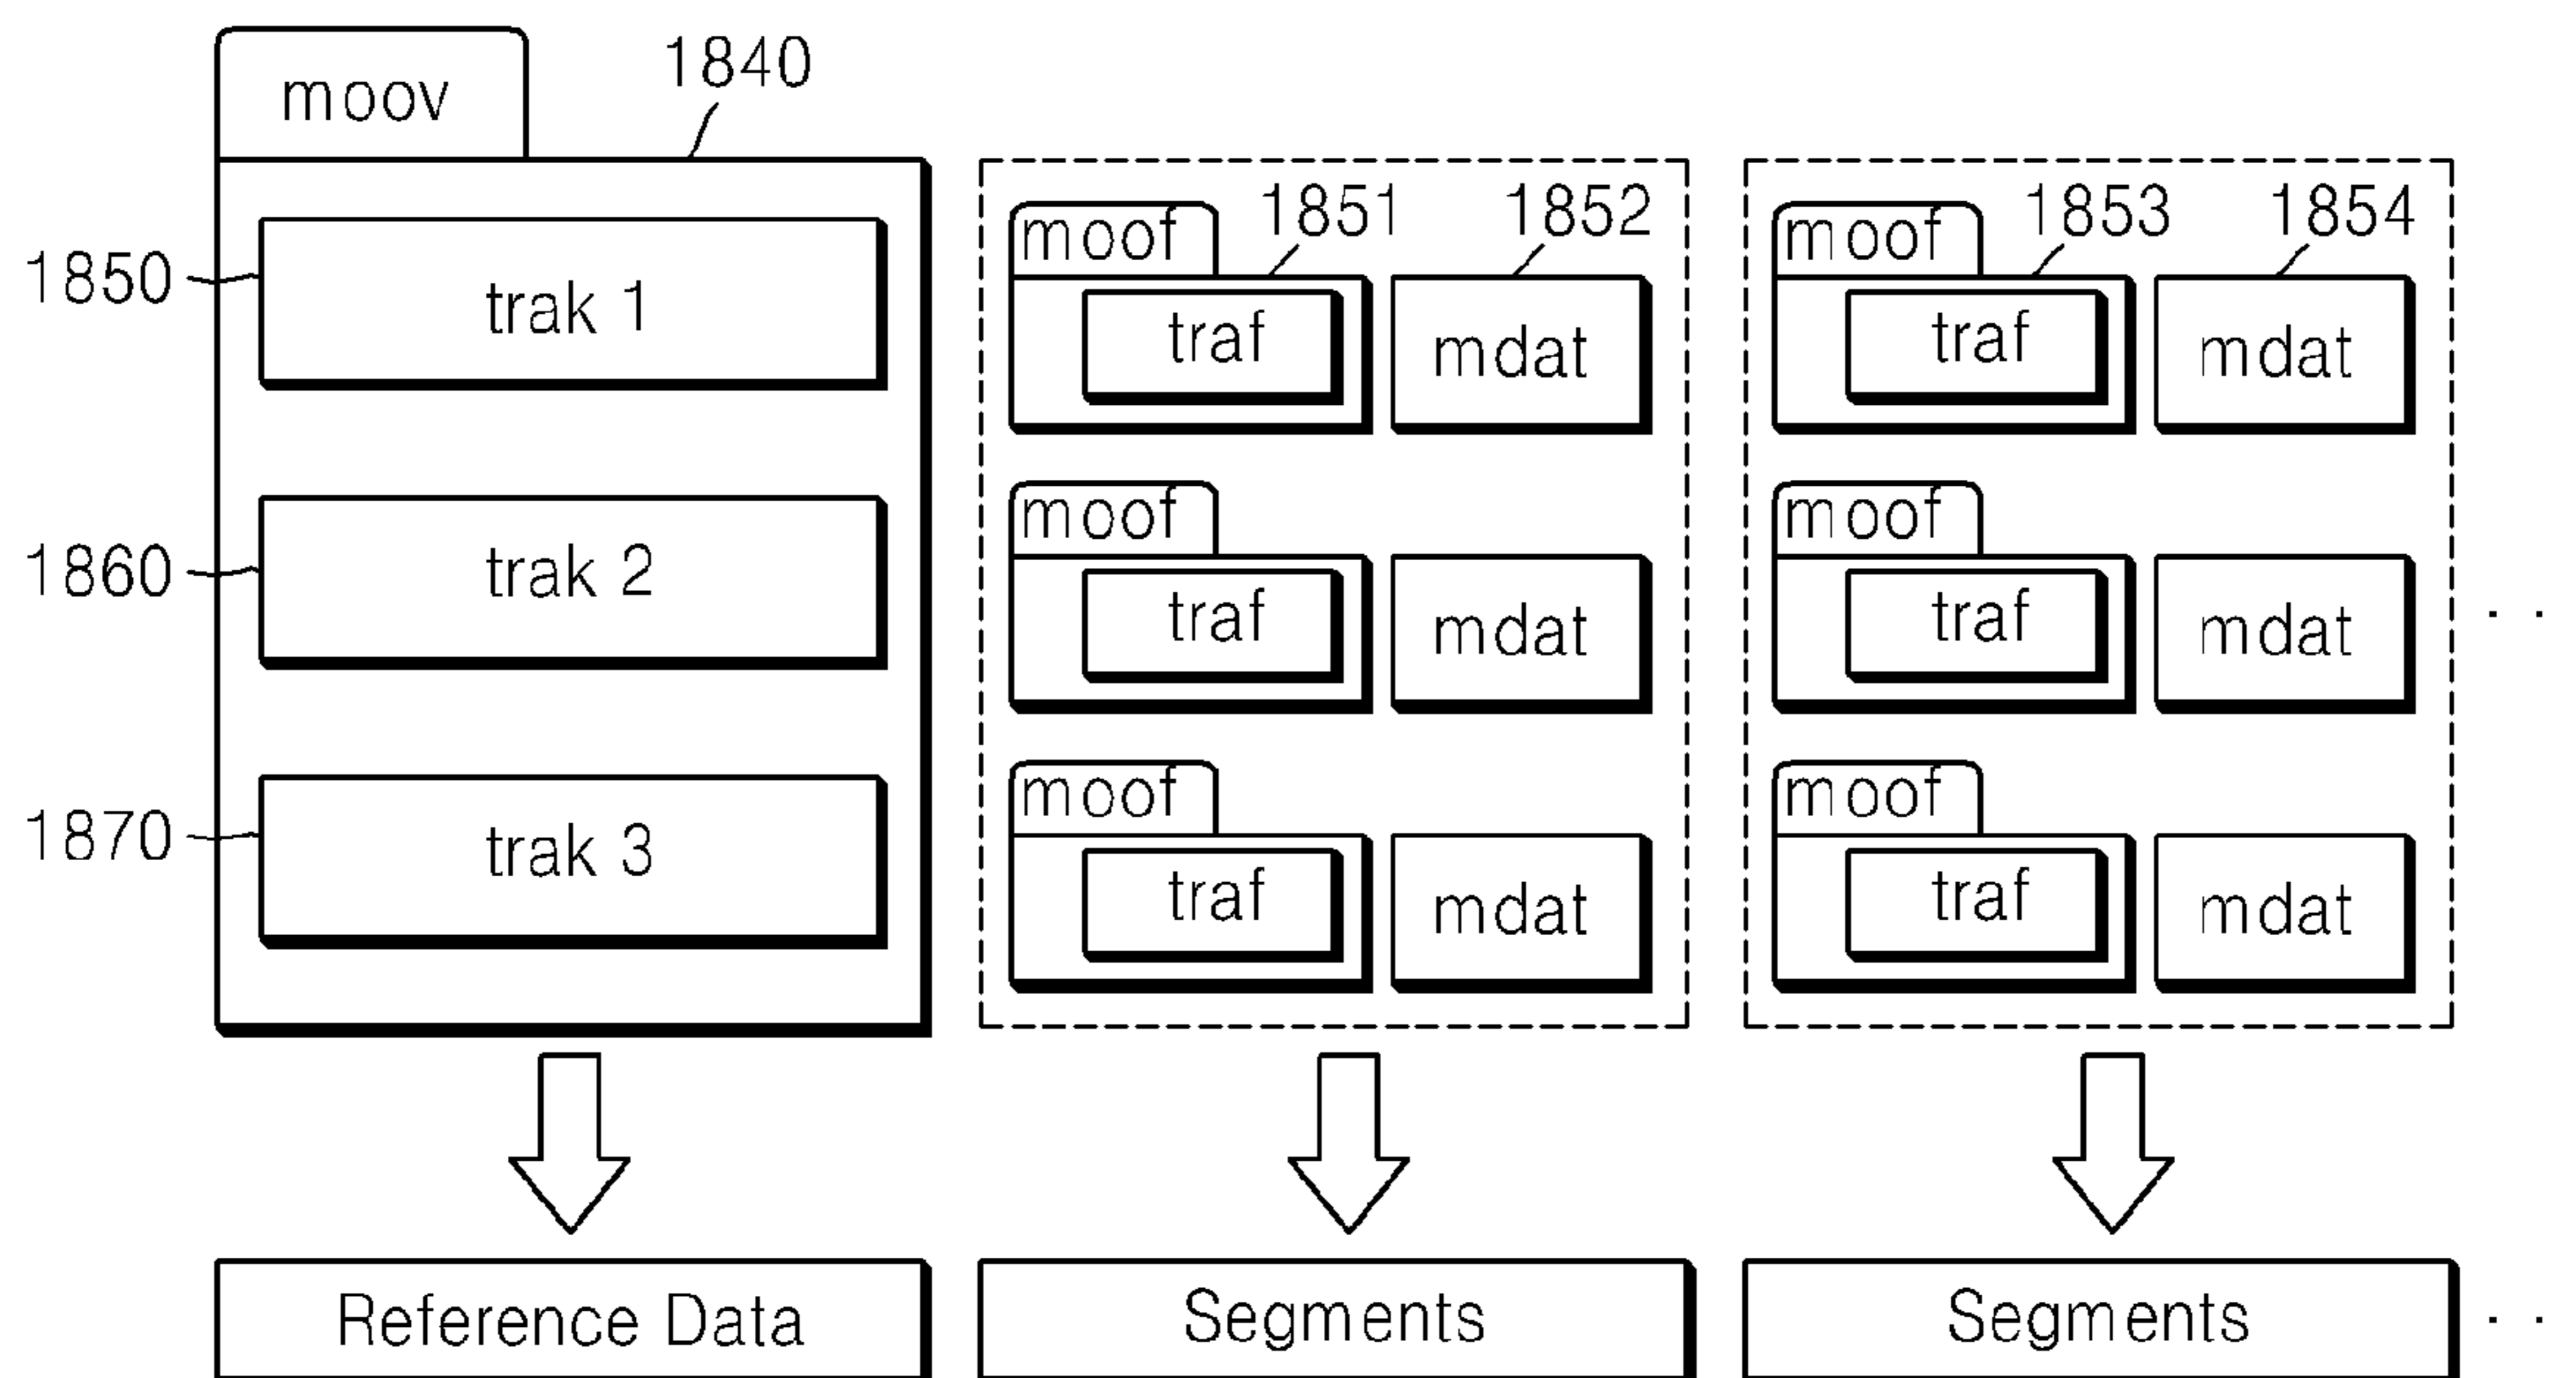 moov
1840
1850
trak 1
1860
trak 2
1870
trak 3
moof
1851
1852
traf
mdat
moof
traf
mdat
moof
traf
mdat
moof
1853
1854
traf
mdat
moof
traf
mdat
moof
traf
mdat
. .
Reference Data
Segments
Segments
. .